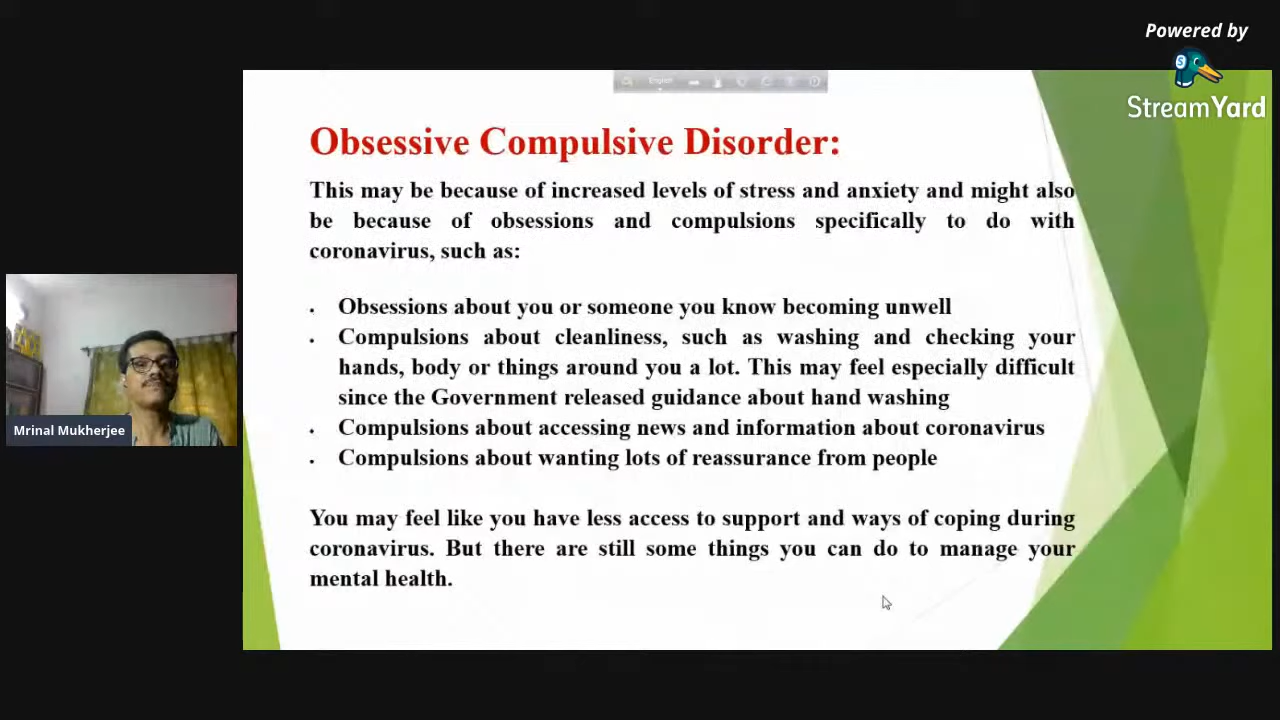 Powered by
StreamYard
English
Obsessive Compulsive Disorder:
This may be because of increased levels of stress and anxiety and might also
be because of obsessions and compulsions specifically to do with
coronavirus, such as:
• Obsessions about you or someone you know becoming unwell
• Compulsions about cleanliness, such as washing and checking your
hands, body or things around you a lot. This may feel especially difficult
since the Government released guidance about hand washing
• Compulsions about accessing news and information about coronavirus
• Compulsions about wanting lots of reassurance from people
You may feel like you have less access to support and ways of coping during
coronavirus. But there are still some things you can do to manage your
mental health.
Mrinal Mukherjee